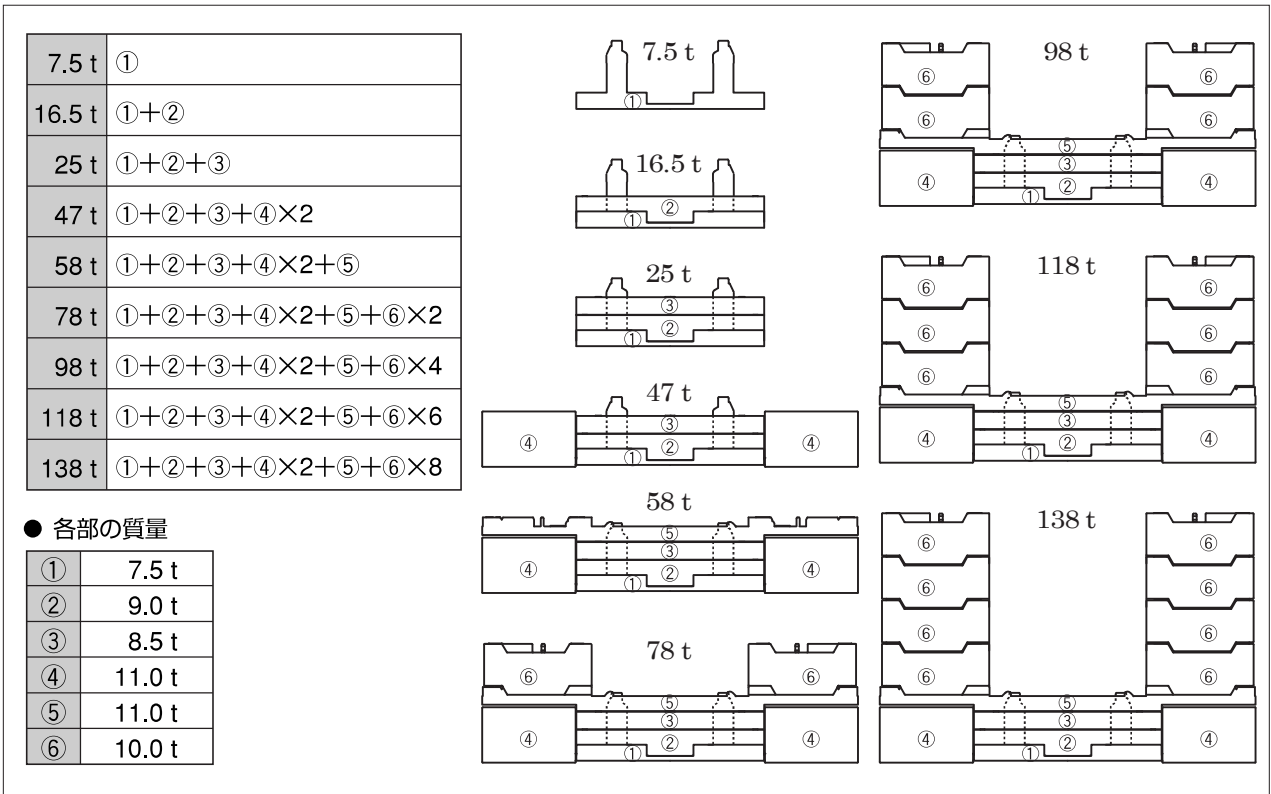 7.5 t ①
16.5 t ①+②
25 t ①+②+③
47 t ①+②+③+④×2
58 t ①+②+③+④×2+⑤
78 t ①+②+③+④×2+⑤+⑥×2
98 t ①+②+③+④×2+⑤+⑥×4
118 t ①+②+③+④×2+⑤+⑥×6
138 t ①+②+③+④×2+⑤+⑥×8
● 各部の質量
① 7.5 t
② 9.0 t
③ 8.5 t
④ 11.0 t
⑤ 11.0 t
⑥ 10.0 t
7.5 t
①
16.5 t
②
①
25 t
③
②
①
47 t
③
④ ② ④
①
58 t
⑤
③
④ ② ④
①
78 t
⑥ ⑥
⑤
③
④ ② ④
①
98 t
⑥ ⑥
⑥ ⑥
⑤
③
④ ② ④
①
118 t
⑥ ⑥
⑥ ⑥
⑥ ⑥
⑤
③
④ ② ④
①
138 t
⑥ ⑥
⑥ ⑥
⑥ ⑥
⑥ ⑥
⑤
③
④ ② ④
①